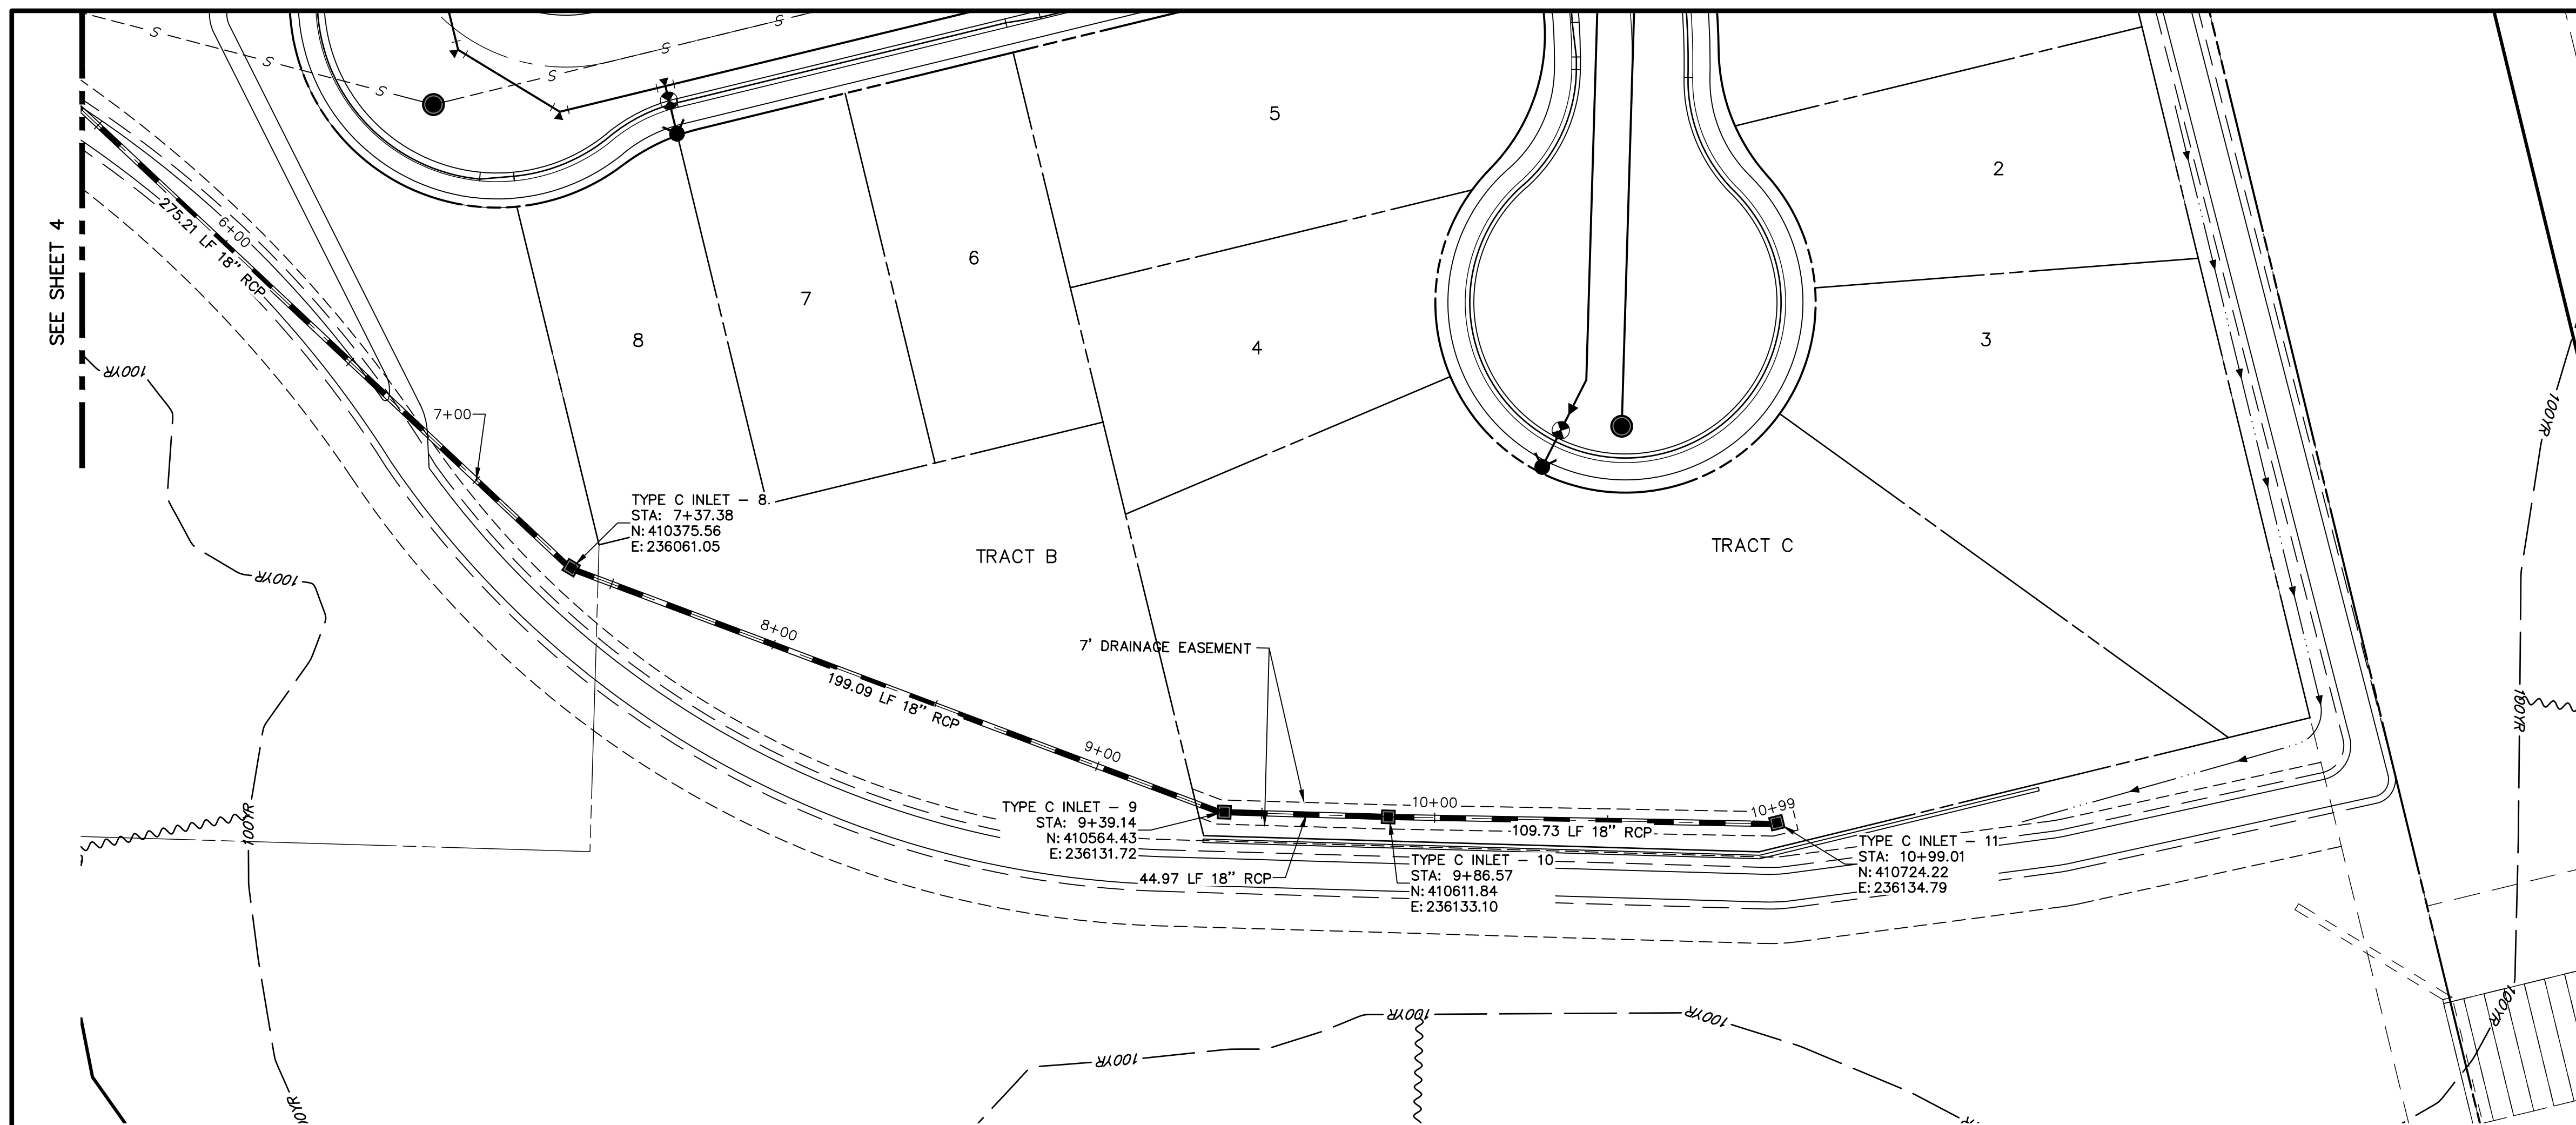 S
S
S
S
S
S
SEE SHEET 4
275.21 LF 18" RCP
6+00
7+00
5
2
6
7
8
4
3
100YR
100YR
100YR
100YR
TYPE C INLET - 8
STA: 7+37.38
N: 410375.56
E: 236061.05
TRACT B
TRACT C
8+00
199.09 LF 18" RCP
7' DRAINAGE EASEMENT
9+00
TYPE C INLET - 9
STA: 9+39.14
N: 410564.43
E: 236131.72
44.97 LF 18" RCP
10+00
10+99
109.73 LF 18" RCP
TYPE C INLET - 10
STA: 9+86.57
N: 410611.84
E: 236133.10
TYPE C INLET - 11
STA: 10+99.01
N: 410724.22
E: 236134.79
100YR
100YR
100YR
100YR
100YR